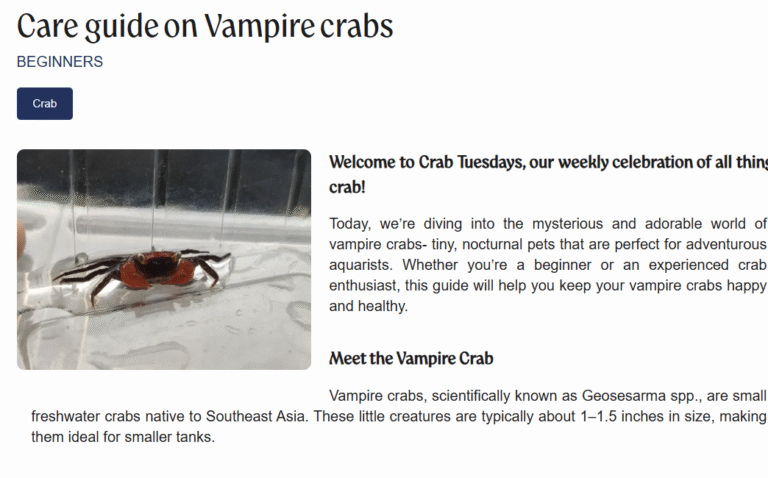 Care guide on Vampire crabs
BEGINNERS
Crab
Welcome to Crab Tuesdays, our weekly celebration of all
crab!
Today, we're diving into the mysterious and adorable world of
vampire crabs- tiny, nocturnal pets that are perfect for adventurous
aquarists. Whether you're a beginner or an experienced crab
enthusiast, this guide will help you keep your vampire crabs happy
and healthy.
Meet the Vampire Crab
Vampire crabs, scientifically known as Geosesarma spp., are small
freshwater crabs native to Southeast Asia. These little creatures are typically about 1–1.5 inches in size, making
them ideal for smaller tanks.